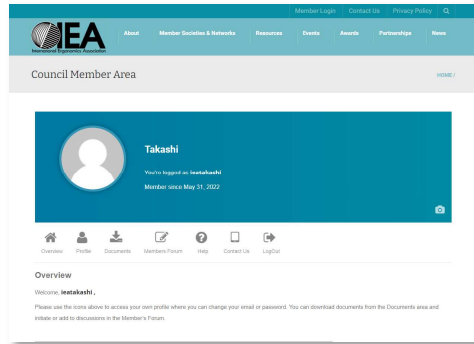 Member Login Contact Us Privacy Policy
IEA
International Ergonomics Association
About Member Societies & Networks Resources Events Awards Partnerships News
Council Member Area
HOME /
Takashi
You're logged as ieatakashi
Member since May 31, 2022
Overview Profile Documents Members Forum Help Contact Us LogOut
Overview
Welcome, ieatakashi ,
Please use the icons above to access your own profile where you can change your email or password. You can download documents from the Documents area and
initiate or add to discussions in the Member's Forum.